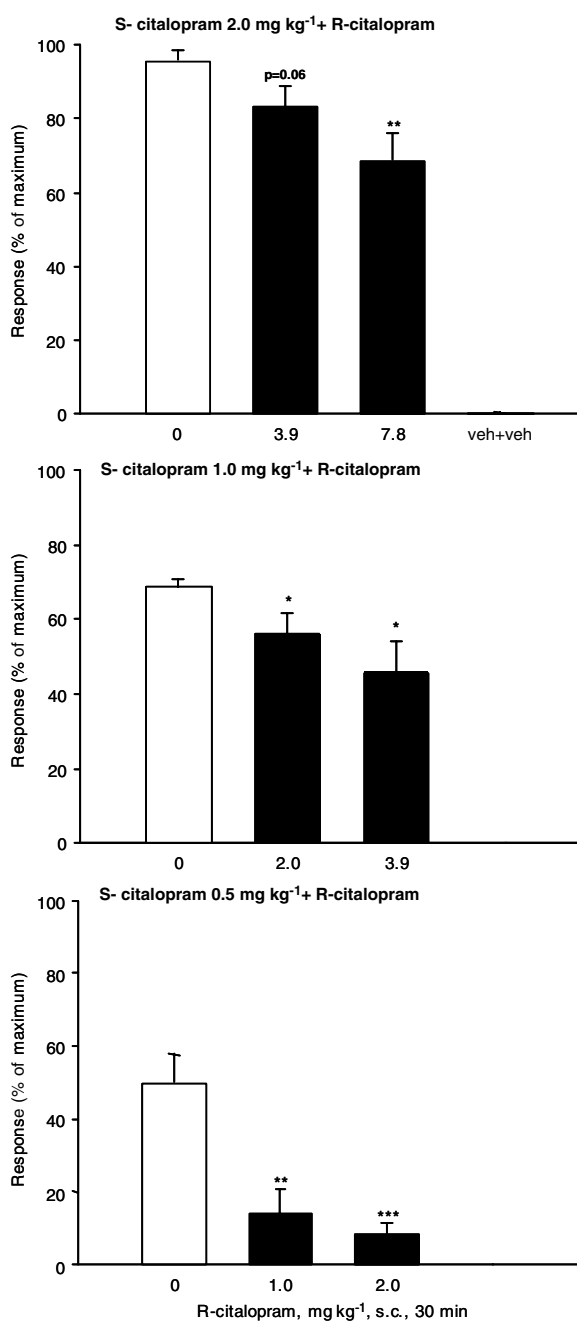 S- citalopram 2.0 mg kg⁻¹+ R-citalopram
Response (% of maximum)
100
80
60
40
20
0
p=0.06
**
0 3.9 7.8 veh+veh
S- citalopram 1.0 mg kg⁻¹+ R-citalopram
Response (% of maximum)
100
80
60
40
20
0
*
*
0 2.0 3.9
S- citalopram 0.5 mg kg⁻¹+ R-citalopram
Response (% of maximum)
100
80
60
40
20
0
**
***
0 1.0 2.0
R-citalopram, mg kg⁻¹, s.c., 30 min